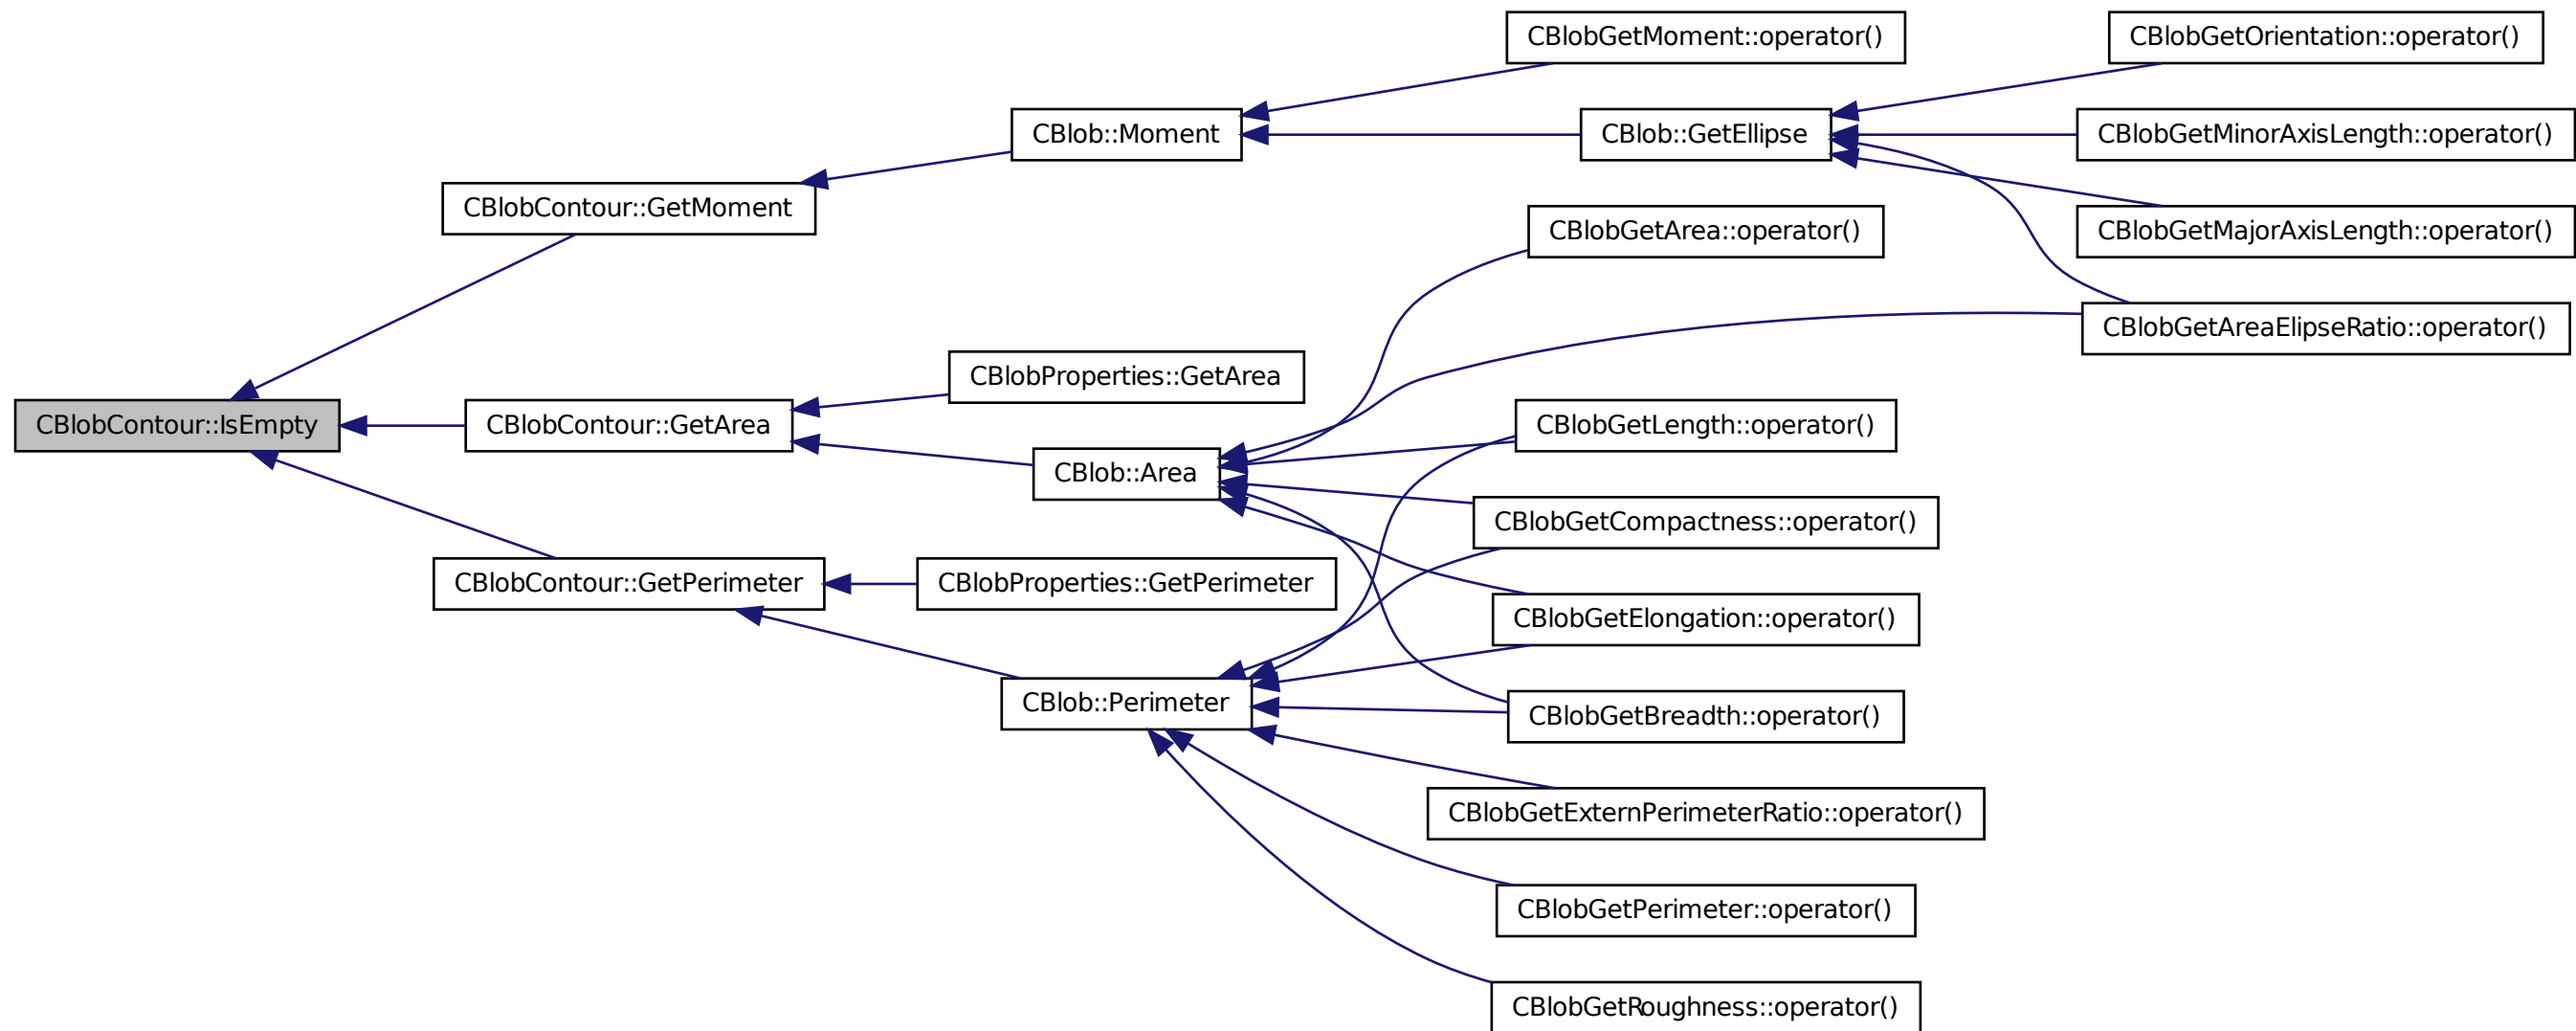 CBlobGetMoment::operator()
CBlobGetOrientation::operator()
CBlob::Moment
CBlob::GetEllipse
CBlobGetMinorAxisLength::operator()
CBlobContour::GetMoment
CBlobGetArea::operator()
CBlobGetMajorAxisLength::operator()
CBlobGetAreaElipseRatio::operator()
CBlobProperties::GetArea
CBlobContour::IsEmpty
CBlobContour::GetArea
CBlobGetLength::operator()
CBlob::Area
CBlobGetCompactness::operator()
CBlobContour::GetPerimeter
CBlobProperties::GetPerimeter
CBlobGetElongation::operator()
CBlob::Perimeter
CBlobGetBreadth::operator()
CBlobGetExternPerimeterRatio::operator()
CBlobGetPerimeter::operator()
CBlobGetRoughness::operator()